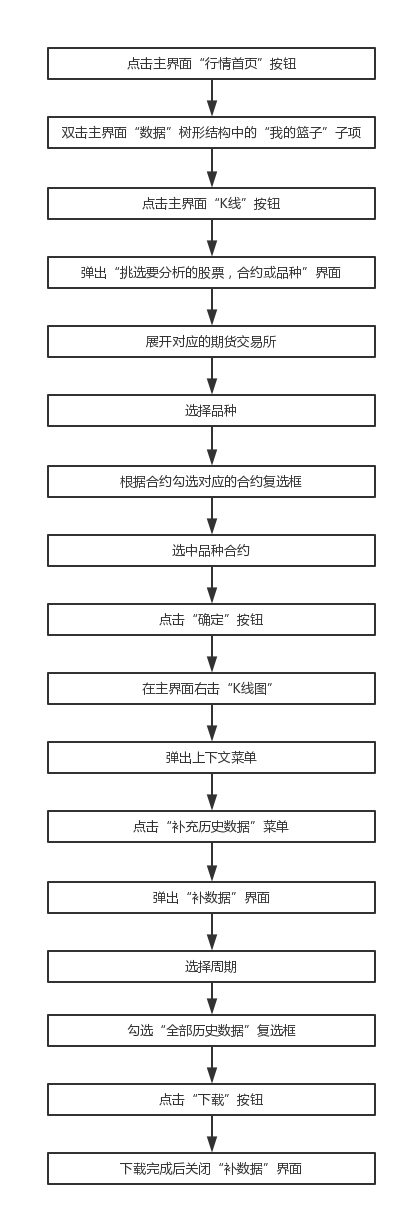 点击主界面“行情首页”按钮
双击主界面“数据”树形结构中的“我的篮子”子项
点击主界面“K线”按钮
弹出“挑选要分析的股票，合约或品种”界面
展开对应的期货交易所
选择品种
根据合约勾选对应的合约复选框
选中品种合约
点击“确定”按钮
在主界面右击“K线图”
弹出上下文菜单
点击“补充历史数据”菜单
弹出“补数据”界面
选择周期
勾选“全部历史数据”复选框
点击“下载”按钮
下载完成后关闭“补数据”界面